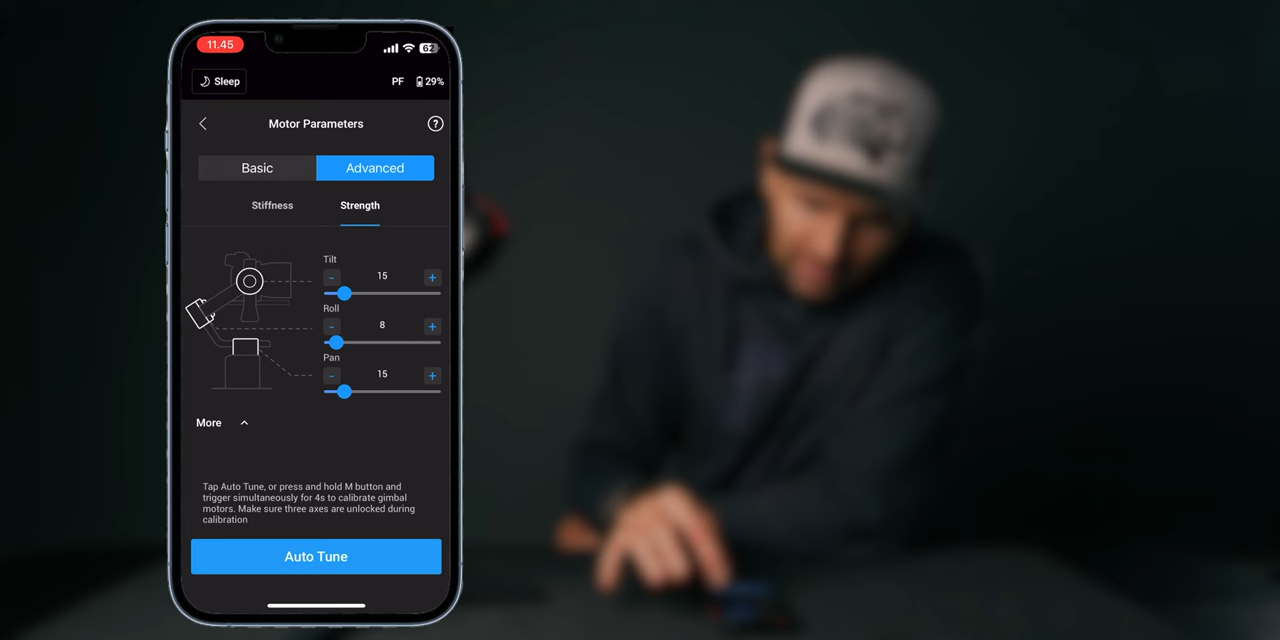 11.45
62
Sleep
PF 29%
Motor Parameters
?
Basic Advanced
Stiffness Strength
Tilt
- 15 +
Roll
- 8 +
Pan
- 15 +
More
Tap Auto Tune, or press and hold M button and
trigger simultaneously for 4s to calibrate gimbal
motors. Make sure three axes are unlocked during
calibration
Auto Tune